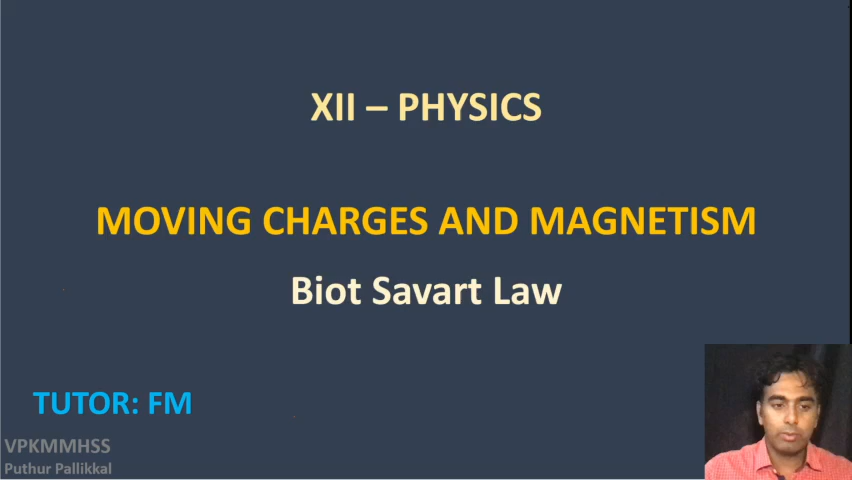 XII – PHYSICS
MOVING CHARGES AND MAGNETISM
Biot Savart Law
TUTOR: FM
VPKMMHSS
Puthur Pallikkal